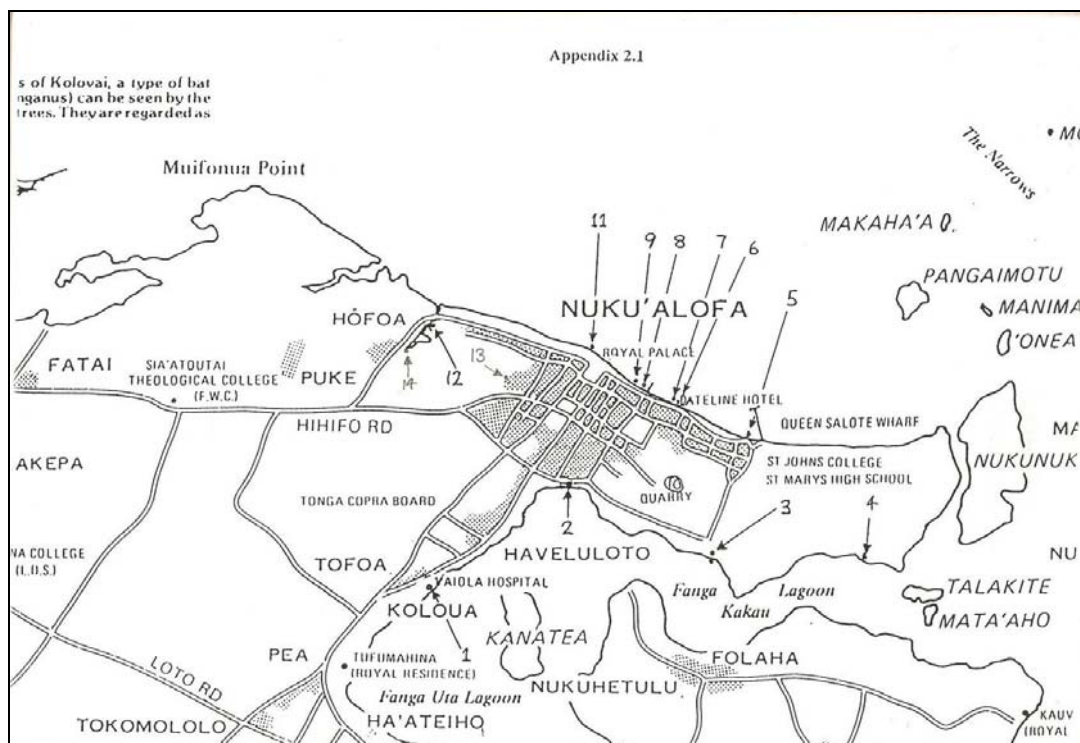 Appendix 2.1
s of Kolovai, a type of bat
nganus) can be seen by the
trees. They are regarded as
The Narrows
Muifonua Point
MAKAHA'A
11
9
8
7
6
PANGAIMOTU
5
NUKU'ALOFA
MANIMA
HŌFOA
'ONEA
ROYAL PALACE
13
FATAI
SIA'ATOUTAI
THEOLOGICAL COLLEGE
(F.W.C.)
PUKE
14
12
DATELINE HOTEL
HIHIFO RD
QUEEN SALOTE WHARF
MA
AKEPA
ST JOHNS COLLEGE
ST MARYS HIGH SCHOOL
NUKUNUK
10
QUARRY
TONGA COPRA BOARD
2
3
4
NA COLLEGE
(L.D.S.)
HAVELULOTO
NU
TOFOA
VAIOLA HOSPITAL
Fanga
Lagoon
TALAKITE
KOLOUA
Kakau
MATA'AHO
KANATEA
PEA
1
TUFUMAHINA
(ROYAL RESIDENCE)
FOLAHA
LOTO RD
Fanga Uta Lagoon
NUKUHETULU
TOKOMOLOLO
HA'ATEIHO
KAUV
(ROYAL